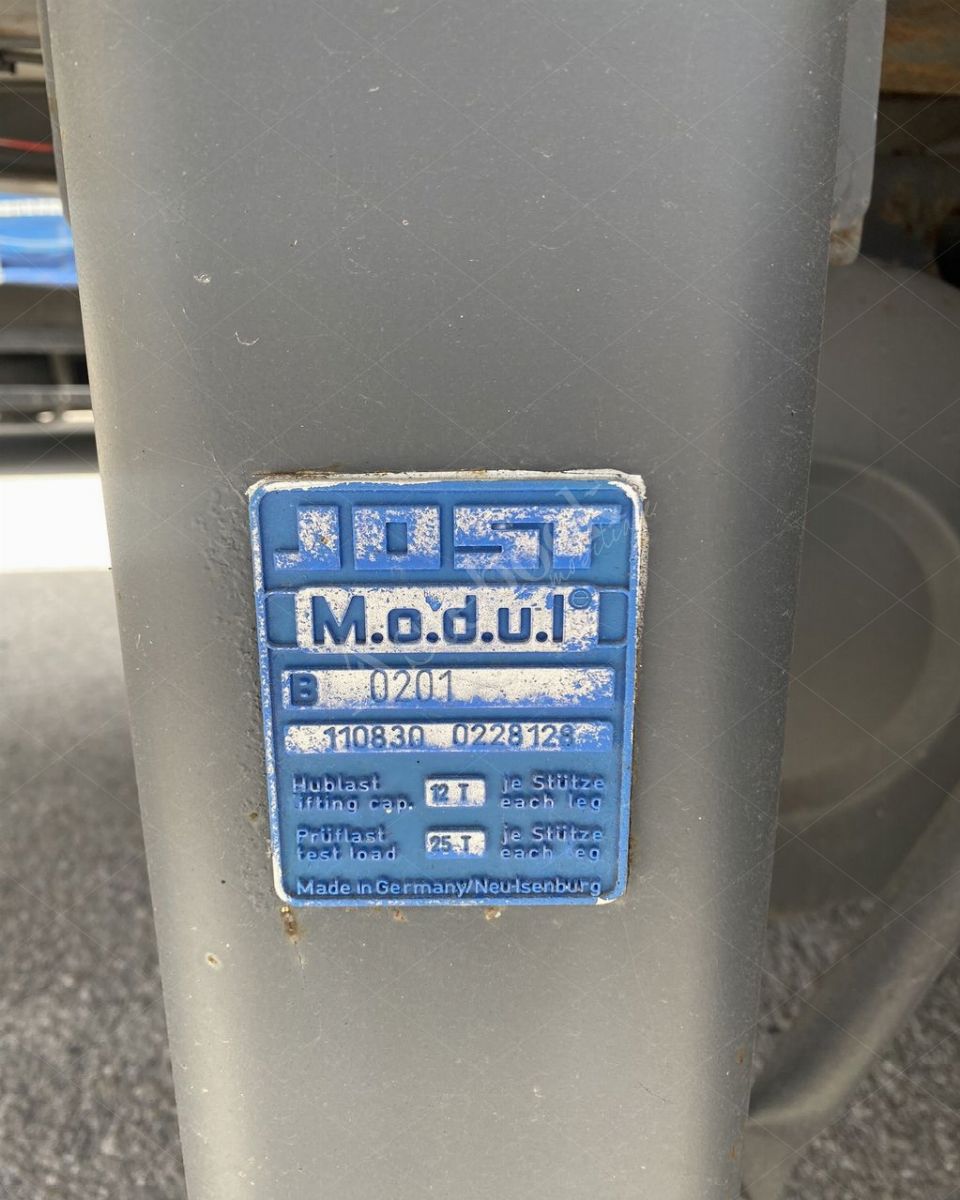 JOST
M.o.d.u.l®
B 0201
110830 0228128
Hublast
lifting cap. 12 T je Stütze
each leg
Prüflast
test load 25 T je Stütze
each leg
Made in Germany/Neu Isenburg